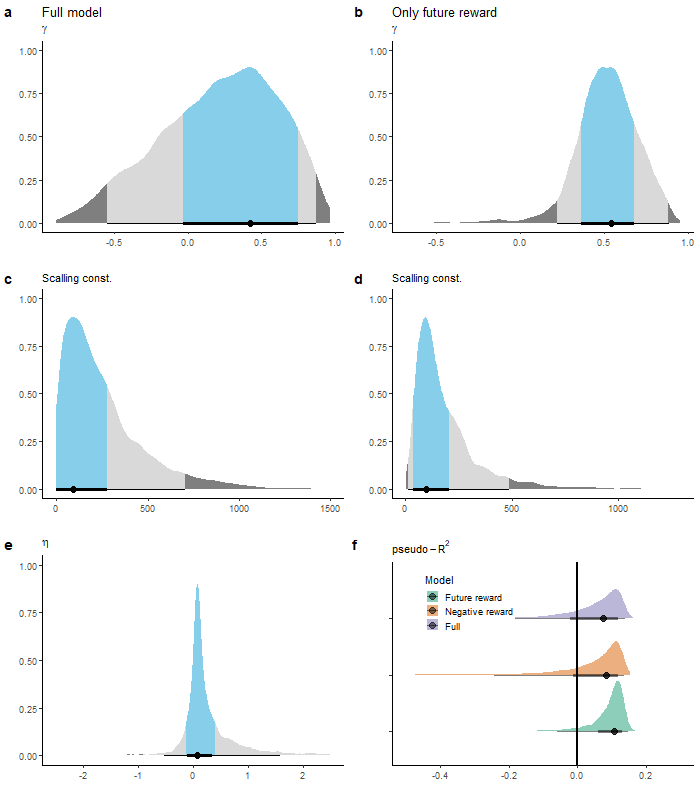 a Full model
γ
1.00
0.75
0.50
0.25
0.00
-0.5 0.0 0.5 1.0
b Only future reward
γ
1.00
0.75
0.50
0.25
0.00
-0.5 0.0 0.5 1.0
c Scalling const.
1.00
0.75
0.50
0.25
0.00
0 500 1000 1500
d Scalling const.
1.00
0.75
0.50
0.25
0.00
0 500 1000
e η
1.00
0.75
0.50
0.25
0.00
-2 -1 0 1 2
f pseudo−R²
Model
Future reward
Negative reward
Full
-0.4 -0.2 0.0 0.2